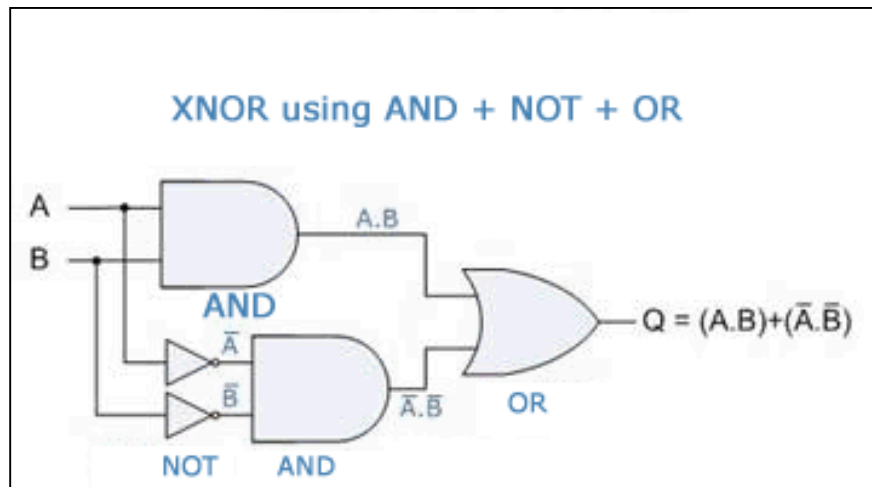 XNOR using AND + NOT + OR
A
A.B
B
AND
Q = (A.B)+(A̅.B̅)
A̅
B̅
A̅.B̅
OR
NOT
AND